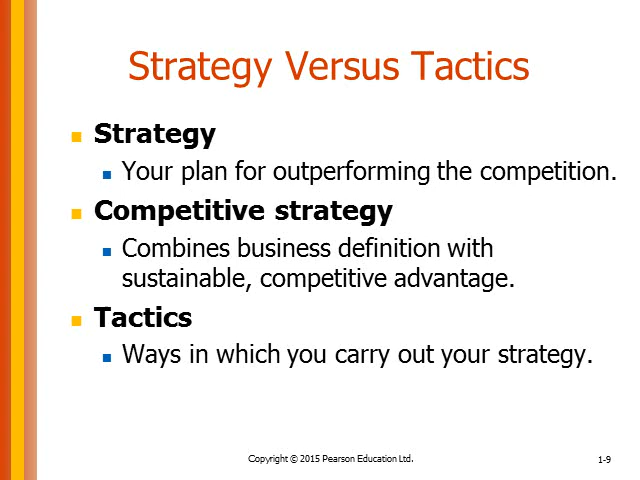 Strategy Versus Tactics
Strategy
Your plan for outperforming the competition.
Competitive strategy
Combines business definition with
sustainable, competitive advantage.
Tactics
Ways in which you carry out your strategy.
Copyright © 2015 Pearson Education Ltd.
1-9